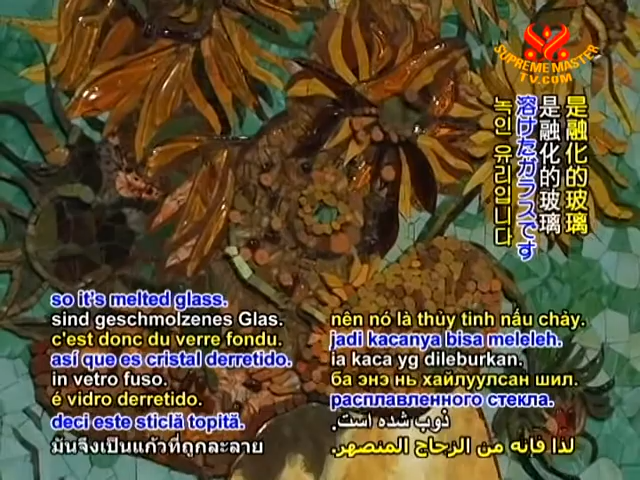 SUPREME MASTER
TV.COM
是融化的玻璃
是融化的玻璃
溶けたガラスです
녹인 유리입니다
so it's melted glass.
sind geschmolzenes Glas.
c'est donc du verre fondu.
así que es cristal derretido.
in vetro fuso.
é vidro derretido.
deci este sticlă topită.
มันจึงเป็นแก้วที่ถูกละลาย
nên nó là thủy tinh nấu chảy.
jadi kacanya bisa meleleh.
ia kaca yg dileburkan.
ба энэ нь хайлуулсан шил.
расплавленного стекла.
ذوب شده است.
لذا فإنه من الزجاج المنصهر.